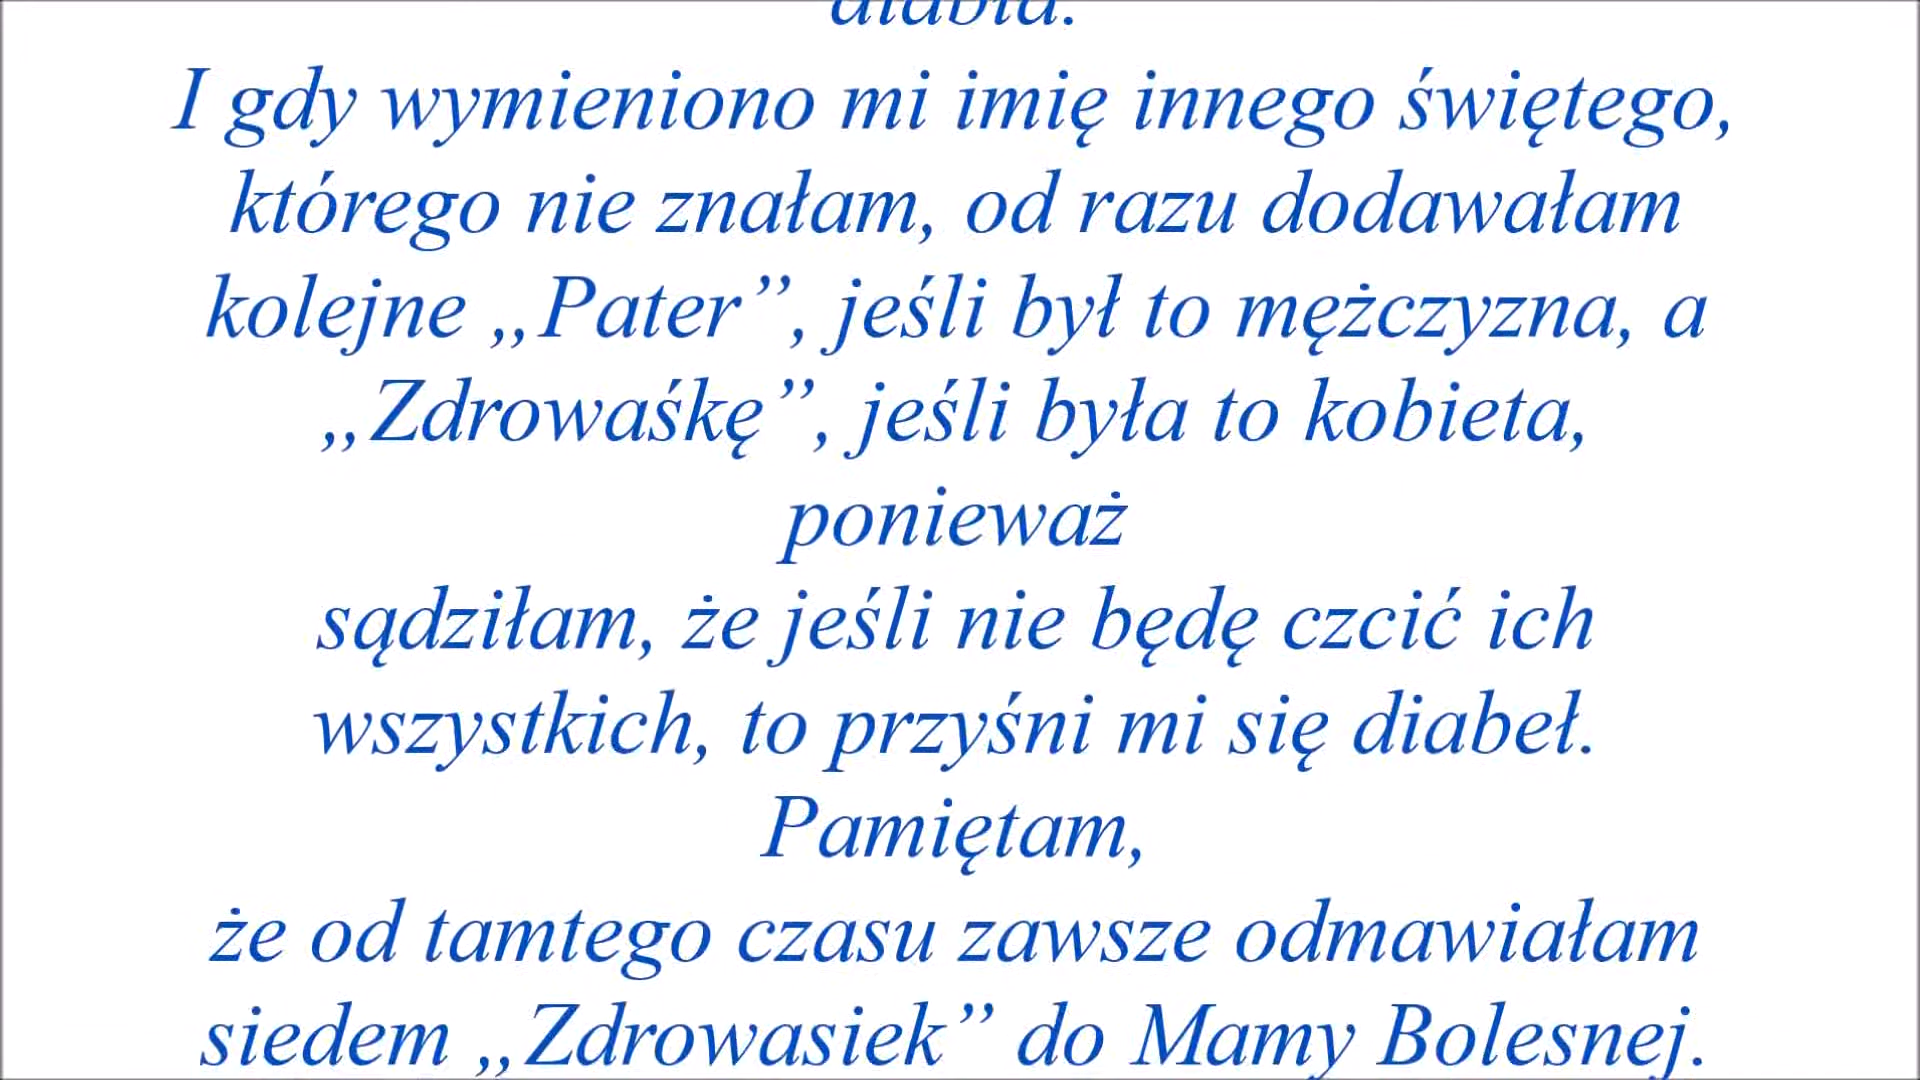 diabła.
I gdy wymieniono mi imię innego świętego,
którego nie znałam, od razu dodawałam
kolejne ,,Pater”, jeśli był to mężczyzna, a
,,Zdrowaśkę”, jeśli była to kobieta,
ponieważ
sądziłam, że jeśli nie będę czcić ich
wszystkich, to przyśni mi się diabeł.
Pamiętam,
że od tamtego czasu zawsze odmawiałam
siedem ,,Zdrowasiek” do Mamy Bolesnej.